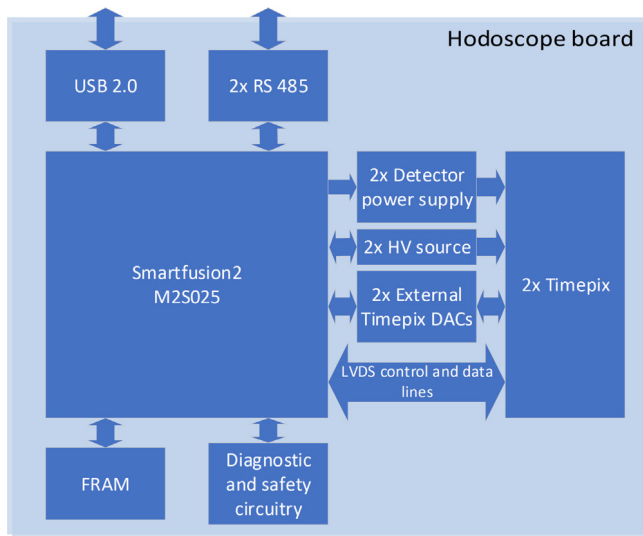 Hodoscope board
USB 2.0
2x RS 485
Smartfusion2
M2S025
2x Detector
power supply
2x HV source
2x External
Timepix DACs
LVDS control and data
lines
2x Timepix
FRAM
Diagnostic
and safety
circuitry